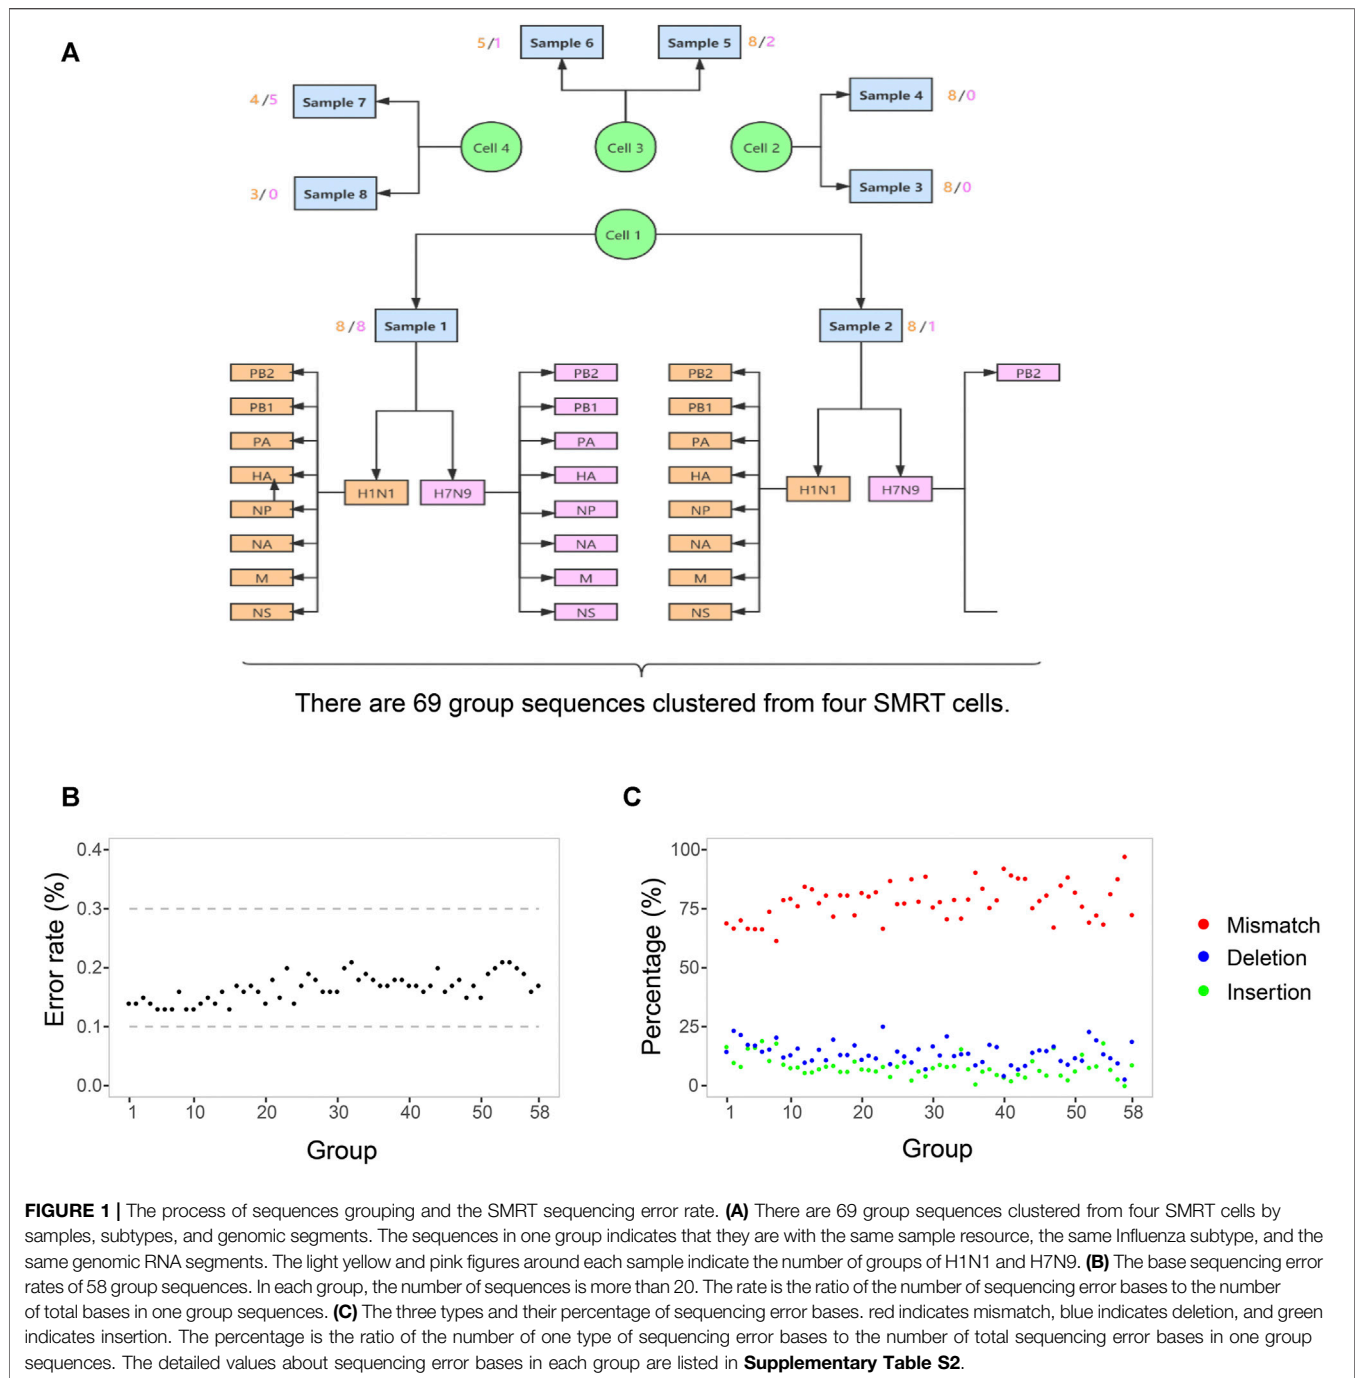 A
5/1 Sample 6 Sample 5 8/2
4/5 Sample 7 Sample 4 8/0
Cell 4 Cell 3 Cell 2
3/0 Sample 8 Sample 3 8/0
Cell 1
8/8 Sample 1 Sample 2 8/1
PB2 PB2 PB2 PB2
PB1 PB1 PB1
PA PA PA
HA HA HA
H1N1 H7N9 H1N1 H7N9
NP NP NP
NA NA NA
M M M
NS NS NS
There are 69 group sequences clustered from four SMRT cells.
B
0.4
0.3
0.2
0.1
0.0
Error rate (%)
1 10 20 30 40 50 58
Group
C
100
75
50
25
0
Percentage (%)
1 10 20 30 40 50 58
Group
Mismatch
Deletion
Insertion
FIGURE 1 | The process of sequences grouping and the SMRT sequencing error rate. (A) There are 69 group sequences clustered from four SMRT cells by
samples, subtypes, and genomic segments. The sequences in one group indicates that they are with the same sample resource, the same Influenza subtype, and the
same genomic RNA segments. The light yellow and pink figures around each sample indicate the number of groups of H1N1 and H7N9. (B) The base sequencing error
rates of 58 group sequences. In each group, the number of sequences is more than 20. The rate is the ratio of the number of sequencing error bases to the number
of total bases in one group sequences. (C) The three types and their percentage of sequencing error bases. red indicates mismatch, blue indicates deletion, and green
indicates insertion. The percentage is the ratio of the number of one type of sequencing error bases to the number of total sequencing error bases in one group
sequences. The detailed values about sequencing error bases in each group are listed in Supplementary Table S2.